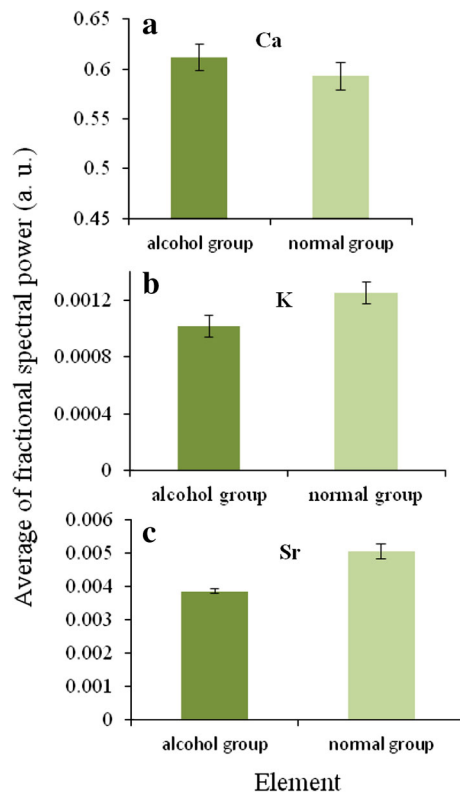 Average of fractional spectral power (a. u.)
a
Ca
0.65
0.6
0.55
0.5
0.45
alcohol group normal group
b
K
0.0012
0.0008
0.0004
0
alcohol group normal group
c
Sr
0.006
0.005
0.004
0.003
0.002
0.001
0
alcohol group normal group
Element